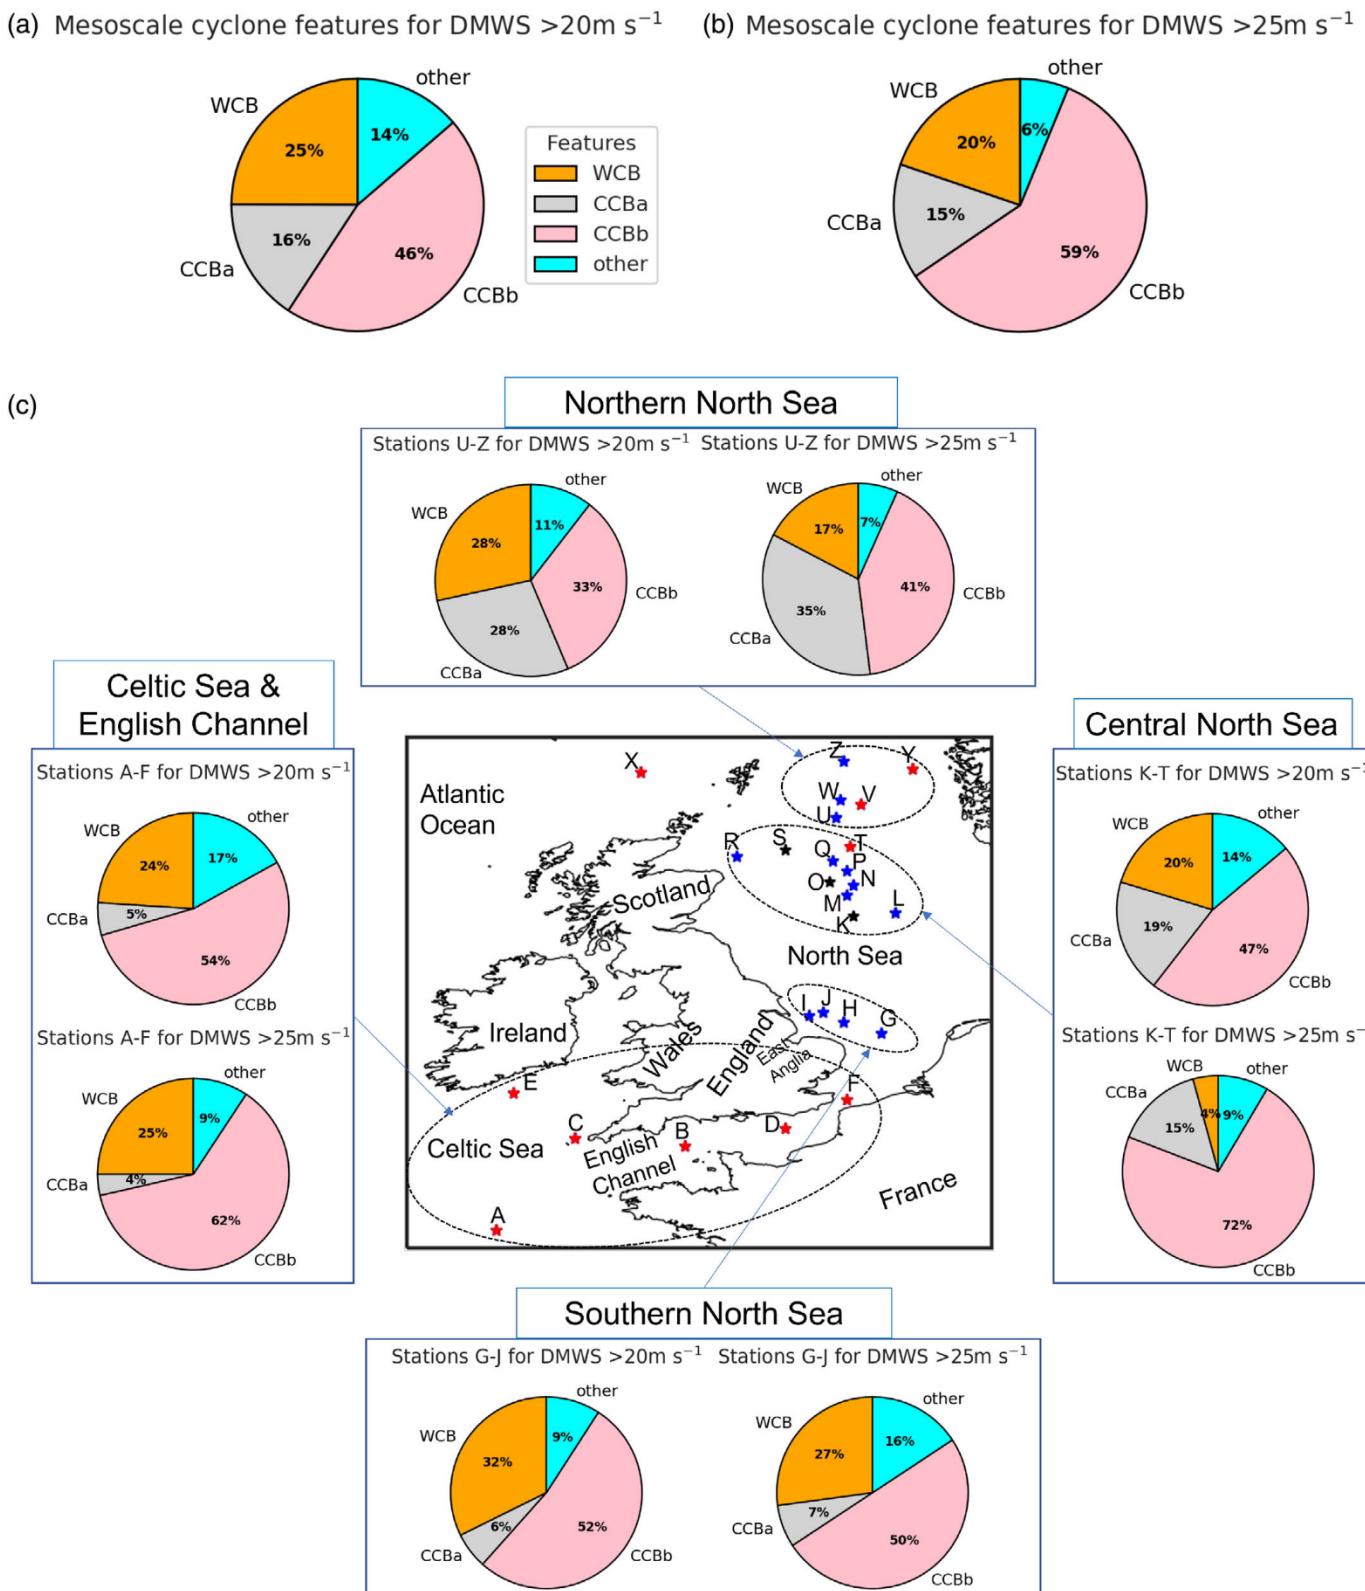 (a) Mesoscale cyclone features for DMWS >20m s⁻¹
(b) Mesoscale cyclone features for DMWS >25m s⁻¹
other
WCB
14%
25%
16%
46%
CCBa
CCBb
Features
WCB
CCBa
CCBb
other
other
WCB
6%
20%
15%
59%
CCBa
CCBb
(c)
Northern North Sea
Stations U-Z for DMWS >20m s⁻¹
other
WCB
11%
28%
33%
28%
CCBb
CCBa
Stations U-Z for DMWS >25m s⁻¹
other
WCB
7%
17%
41%
35%
CCBb
CCBa
Celtic Sea &
English Channel
Stations A-F for DMWS >20m s⁻¹
other
WCB
17%
24%
CCBa
5%
54%
CCBb
Stations A-F for DMWS >25m s⁻¹
other
WCB
9%
25%
CCBa
4%
62%
CCBb
Central North Sea
Stations K-T for DMWS >20m s⁻¹
other
WCB
14%
20%
19%
47%
CCBa
CCBb
Stations K-T for DMWS >25m s⁻¹
WCB
other
CCBa
4%
9%
15%
72%
CCBb
X
Z
Y
Atlantic
Ocean
W
V
U
R
S
Q
T
P
O
N
Scotland
M
L
K
North Sea
I
J
H
G
Ireland
Wales
England
East
Anglia
E
F
C
B
D
Celtic Sea
English
Channel
France
A
Southern North Sea
Stations G-J for DMWS >20m s⁻¹
other
WCB
9%
32%
6%
52%
CCBa
CCBb
Stations G-J for DMWS >25m s⁻¹
other
WCB
16%
27%
7%
50%
CCBa
CCBb